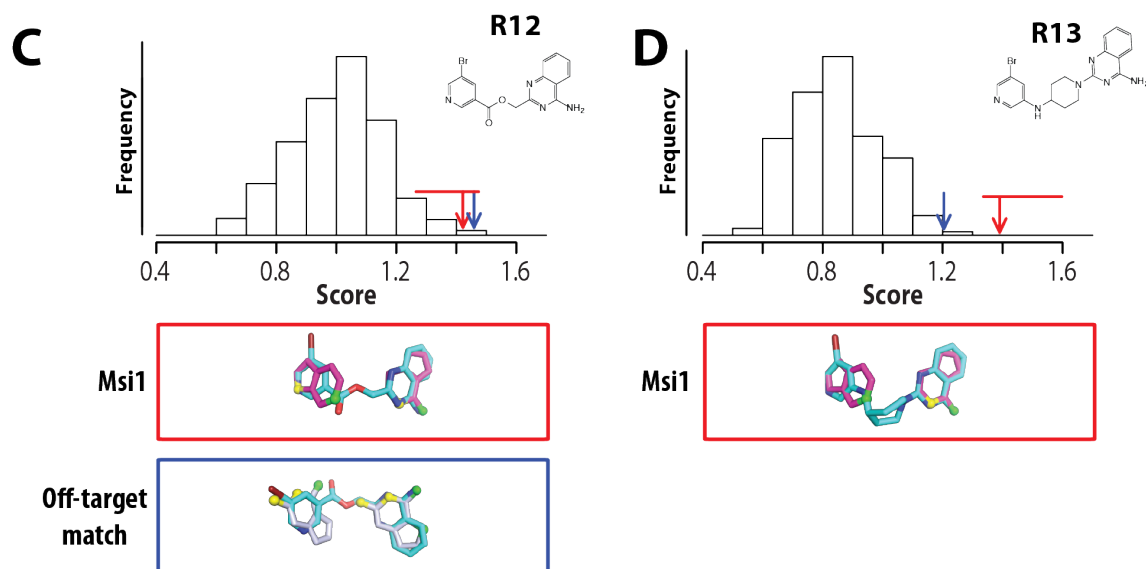 C
R12
Br
N
O
O
N
N
NH₂
Frequency
0.4
0.8
1.2
1.6
Score
Msi1
Off-target
match
D
R13
Br
N
N
H
N
N
N
NH₂
Frequency
0.4
0.8
1.2
1.6
Score
Msi1